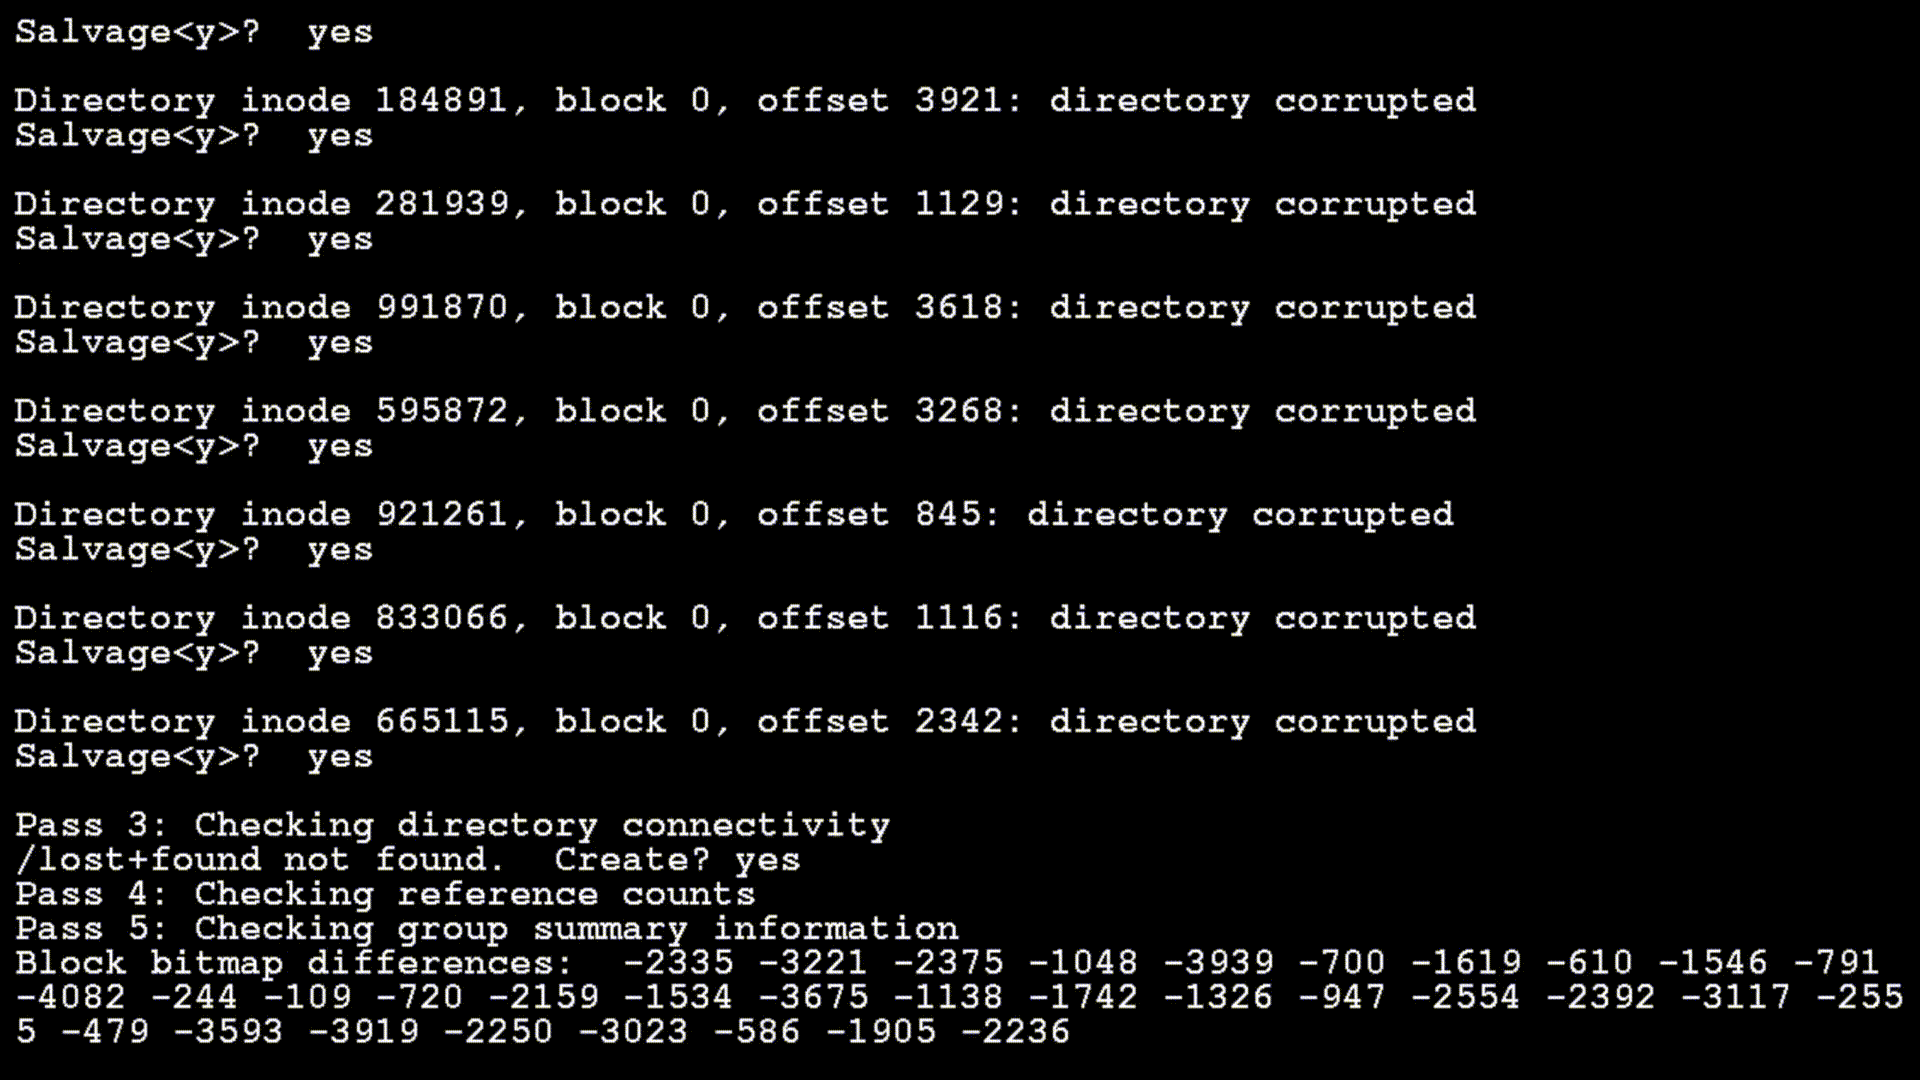 Salvage<y>?  yes
Directory inode 184891, block 0, offset 3921: directory corrupted
Salvage<y>?  yes
Directory inode 281939, block 0, offset 1129: directory corrupted
Salvage<y>?  yes
Directory inode 991870, block 0, offset 3618: directory corrupted
Salvage<y>?  yes
Directory inode 595872, block 0, offset 3268: directory corrupted
Salvage<y>?  yes
Directory inode 921261, block 0, offset 845: directory corrupted
Salvage<y>?  yes
Directory inode 833066, block 0, offset 1116: directory corrupted
Salvage<y>?  yes
Directory inode 665115, block 0, offset 2342: directory corrupted
Salvage<y>?  yes
Pass 3: Checking directory connectivity
/lost+found not found.  Create? yes
Pass 4: Checking reference counts
Pass 5: Checking group summary information
Block bitmap differences:  -2335 -3221 -2375 -1048 -3939 -700 -1619 -610 -1546 -791
-4082 -244 -109 -720 -2159 -1534 -3675 -1138 -1742 -1326 -947 -2554 -2392 -3117 -255
5 -479 -3593 -3919 -2250 -3023 -586 -1905 -2236